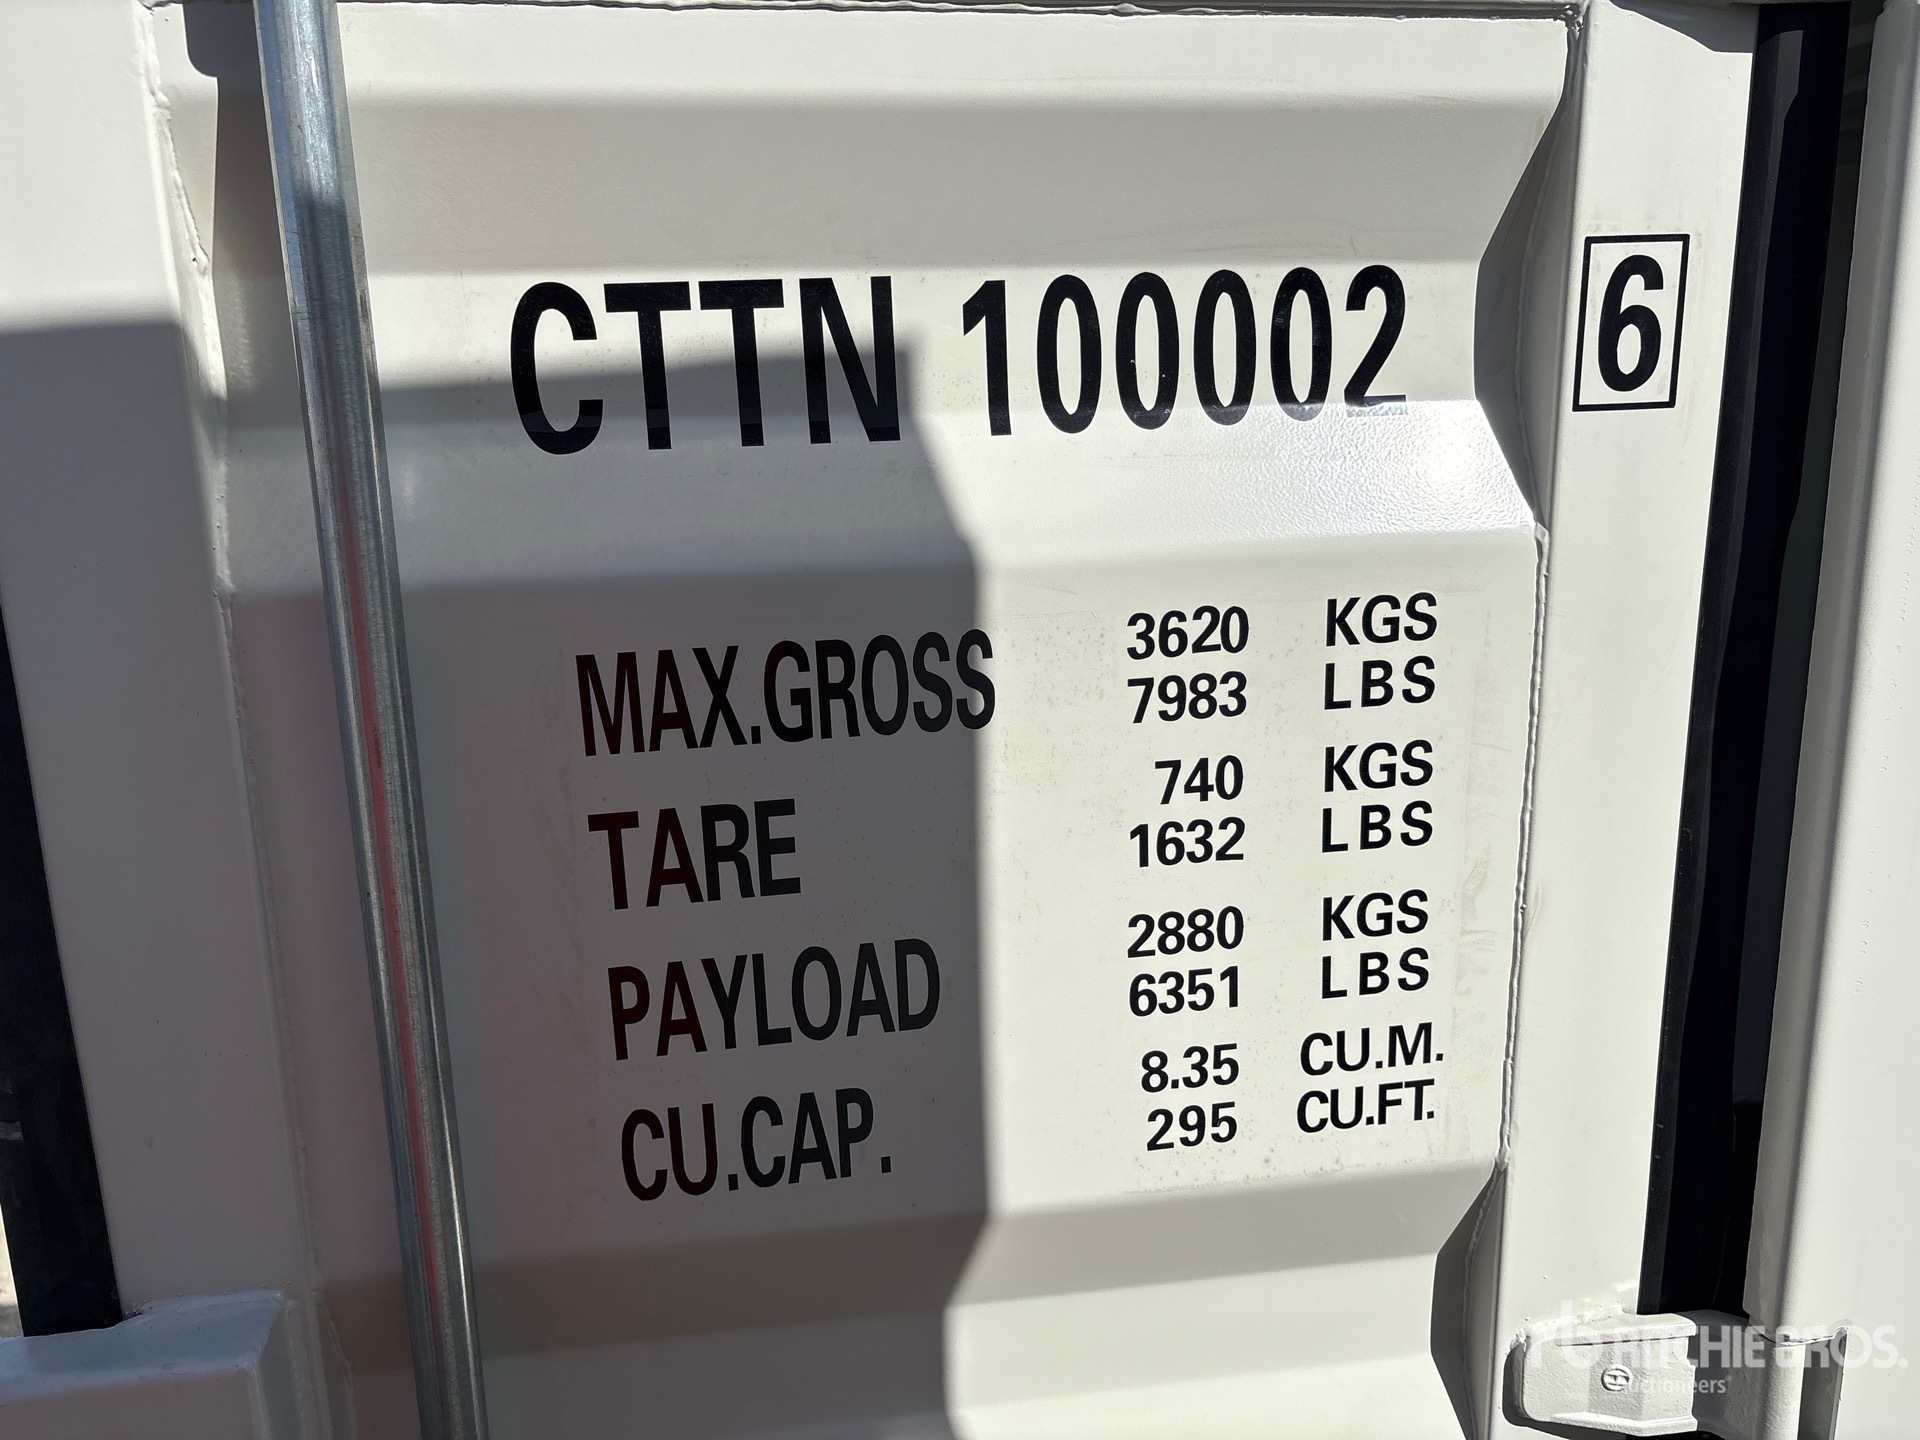 CTTN 100002 6
MAX.GROSS 3620 KGS
7983 LBS
TARE 740 KGS
1632 LBS
PAYLOAD 2880 KGS
6351 LBS
CU.CAP. 8.35 CU.M.
295 CU.FT.
RITCHIE BROS.
Auctioneers